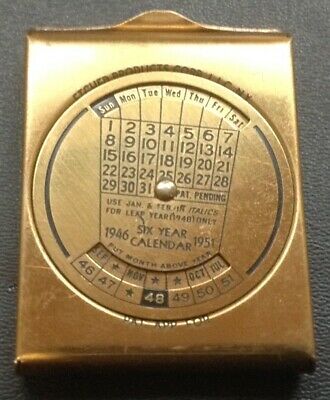 PRODUCTS CORP. L.I.C. N.Y.
Sun Mon Tue Wed Thu Fri Sat
1 2 3 4 5 6 7
8 9 10 11 12 13 14
15 16 17 18 19 20 21
22 23 24 25 26 27 28
29 30 31 PAT. PENDING
USE JAN. & FEB. IN ITALICS
FOR LEAP YEAR (1948) ONLY
SIX YEAR
1946 CALENDAR 1951
PUT MONTH ABOVE YEAR
NOV OCT JUL
46 47 ★ 48 49 50 51